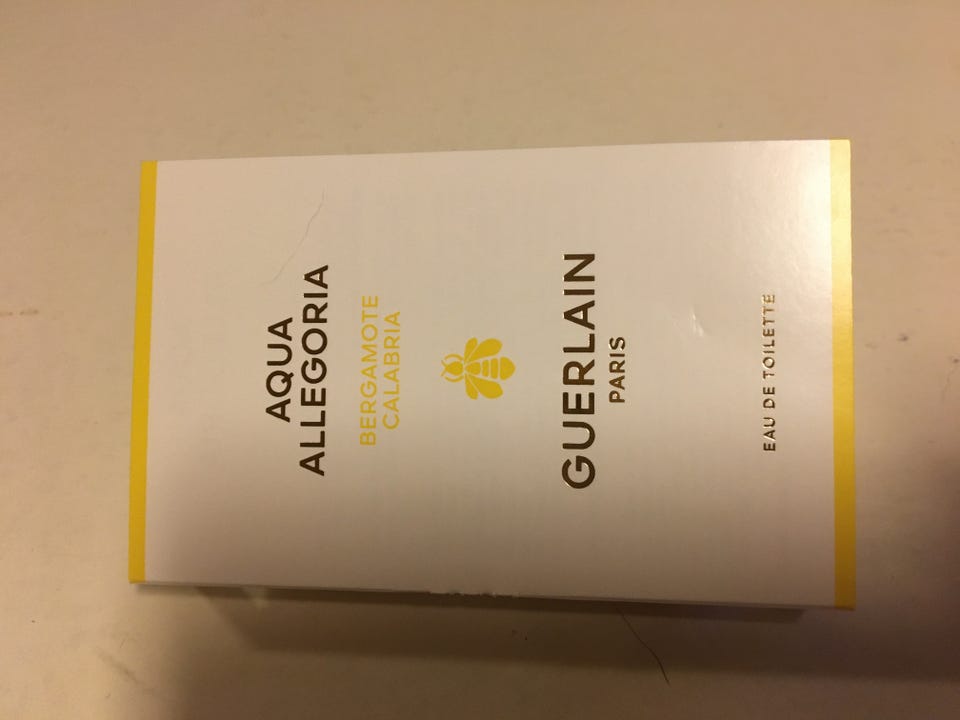 AQUA
ALLEGORIA
BERGAMOTE
CALABRIA
GUERLAIN
PARIS
EAU DE TOILETTE